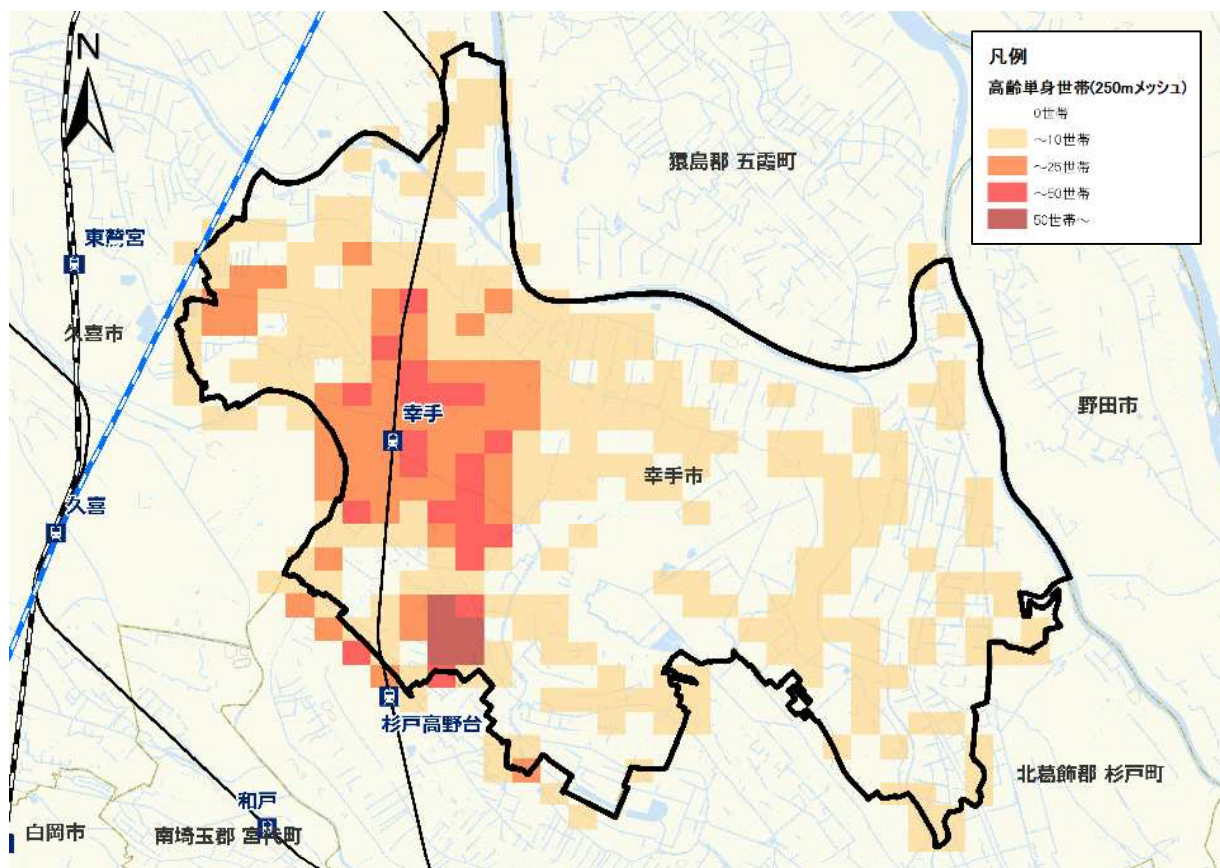 N
凡例
高齢単身世帯(250mメッシュ)
0世帯
～10世帯
～25世帯
～50世帯
50世帯～
猿島郡 五霞町
東鷲宮
久喜市
野田市
幸手
幸手市
久喜
杉戸高野台
北葛飾郡 杉戸町
和戸
白岡市
南埼玉郡 宮代町